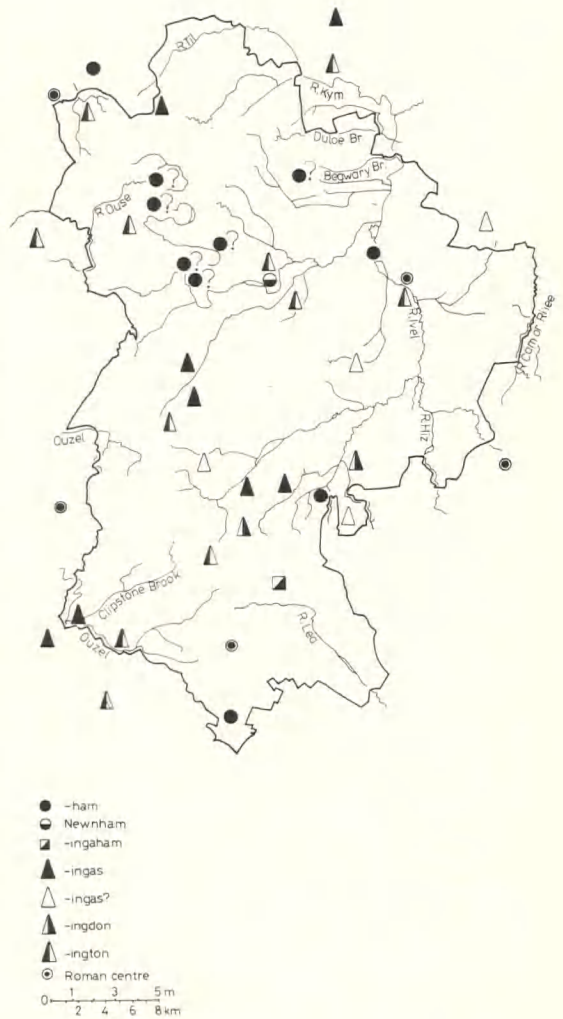 R.Til
R. Kym
Duloe Br
Begwary Br.
?
?
?
R. Ouse
?
?
?
R. Ivel
R. Cam or Rhee
R. Hiz
Ouzel
Clipstone Brook
Ouzel
R. Lea
-ham
Newnham
-ingaham
-ingas
-ingas?
-ingdon
-ington
Roman centre
0 1 3 5 m
2 4 6 8 km